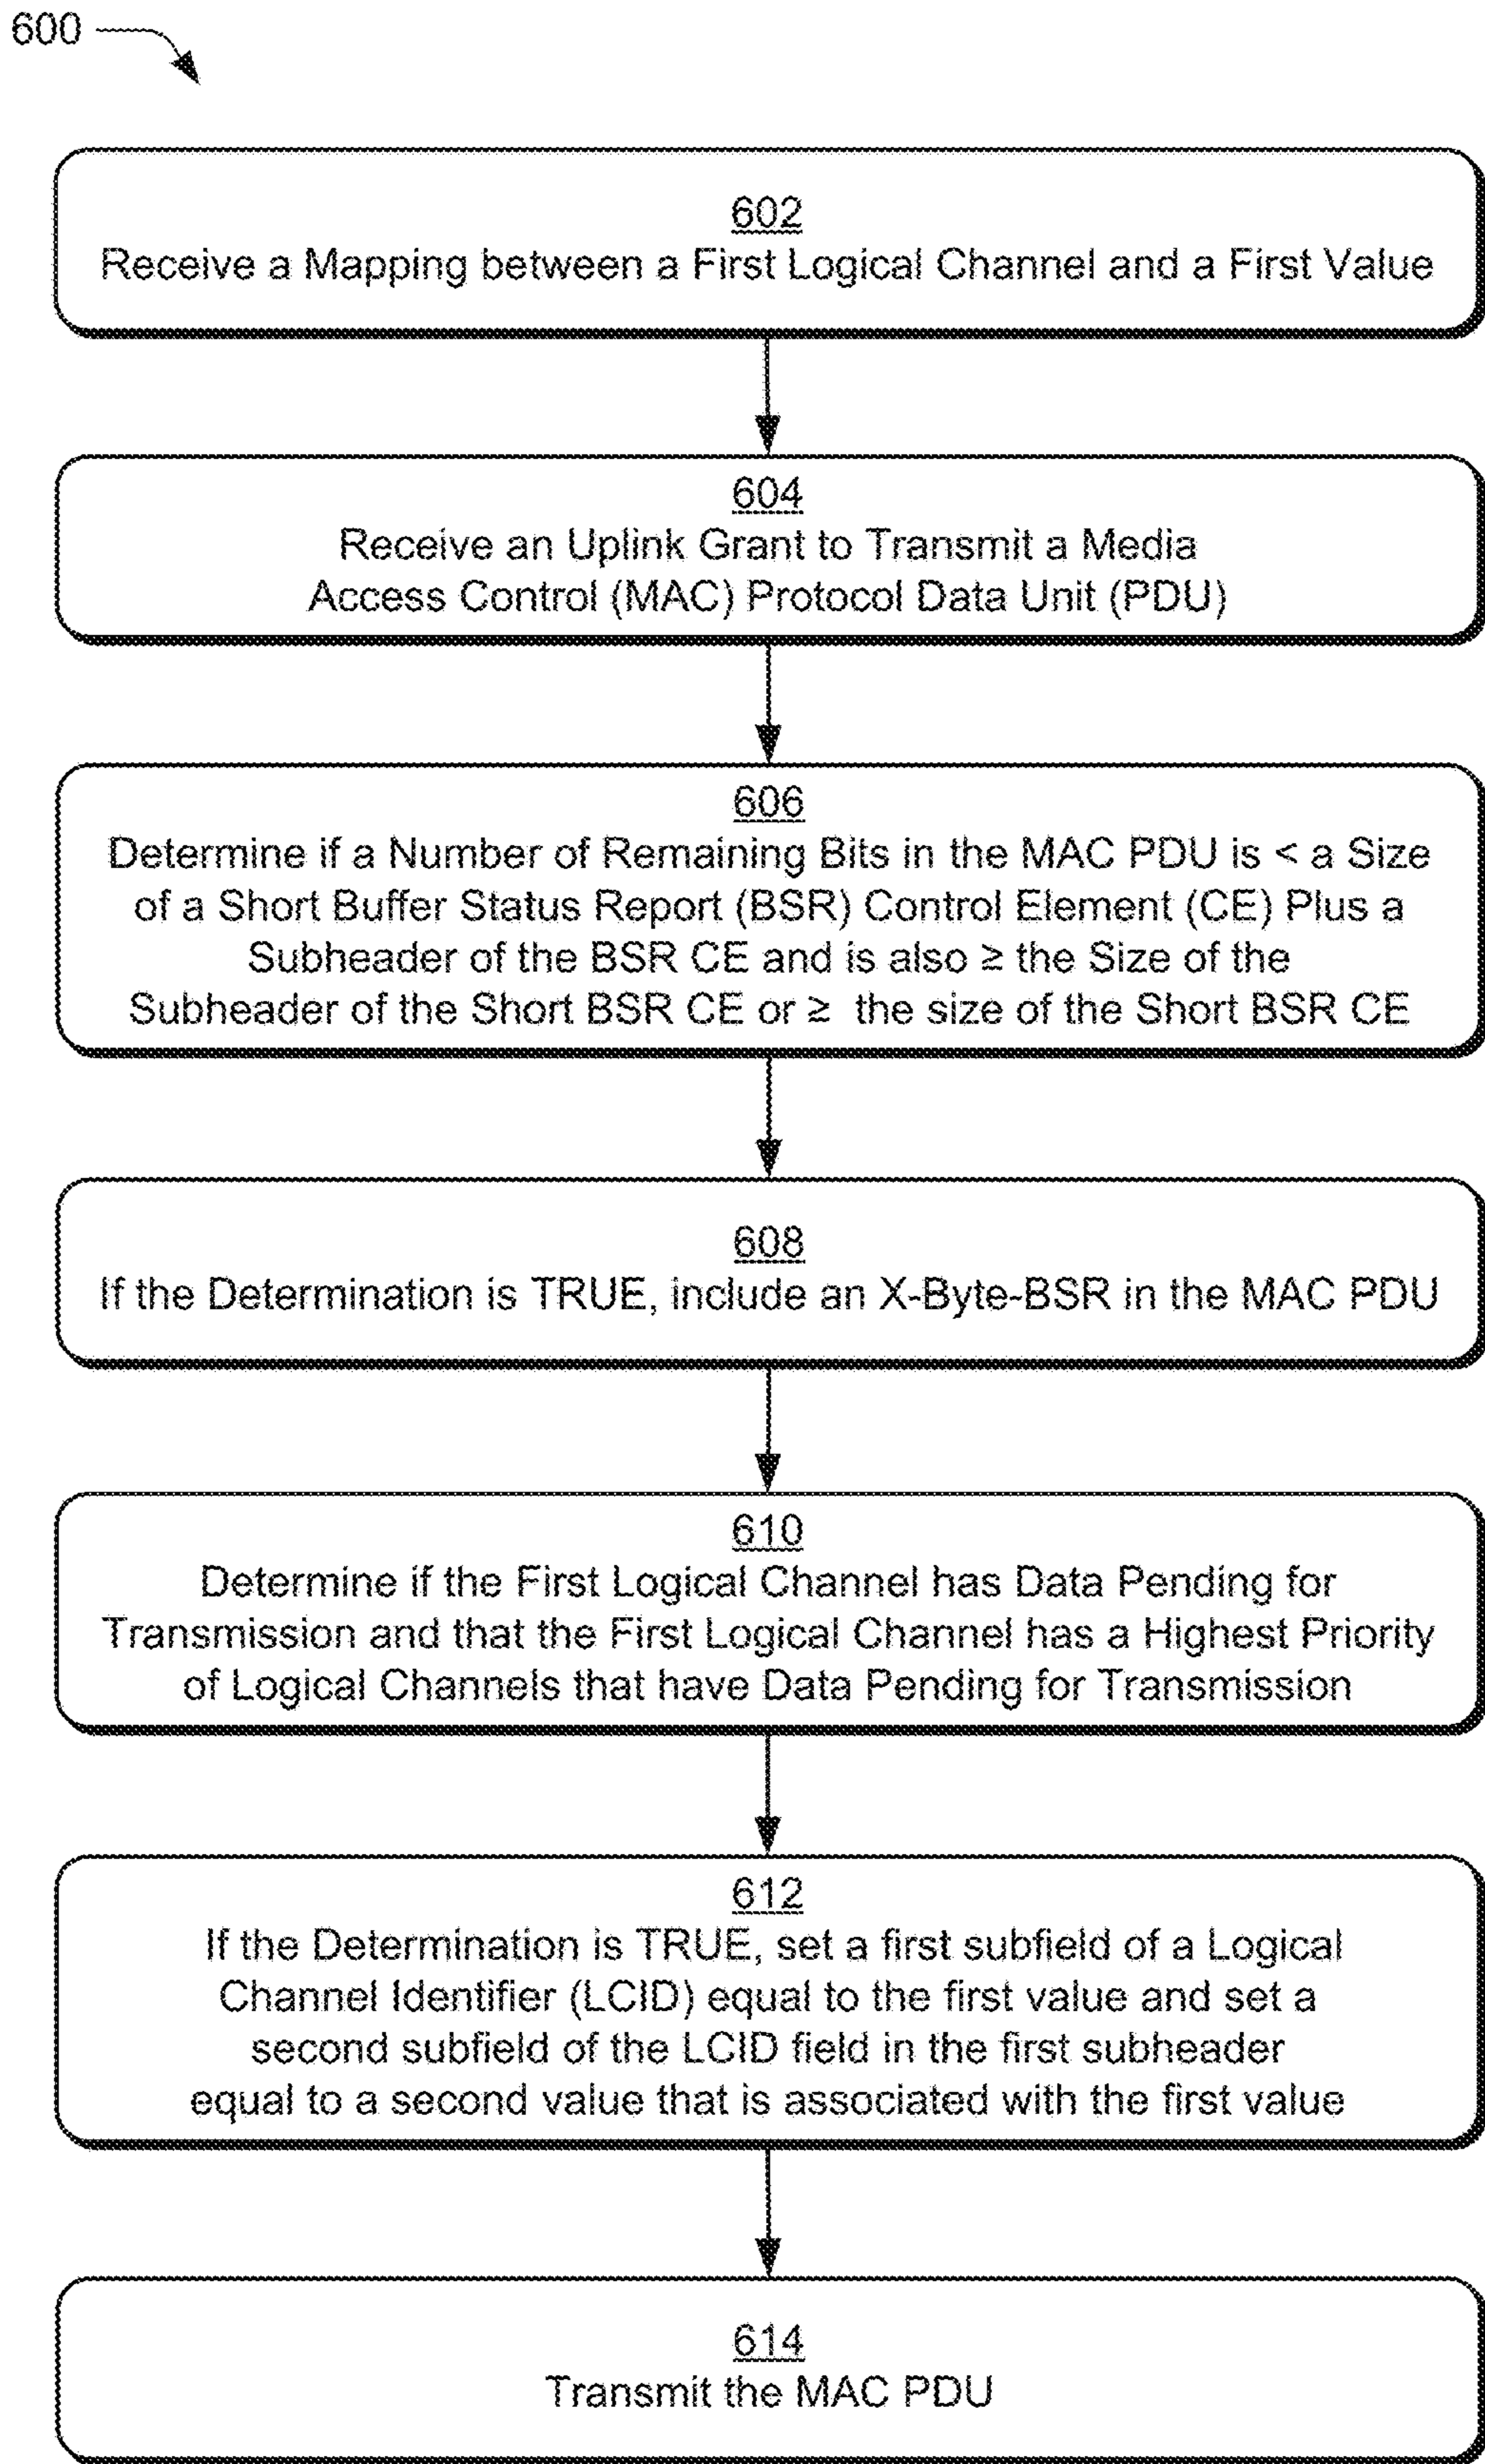 600
602
Receive a Mapping between a First Logical Channel and a First Value
604
Receive an Uplink Grant to Transmit a Media
Access Control (MAC) Protocol Data Unit (PDU)
606
Determine if a Number of Remaining Bits in the MAC PDU is < a Size
of a Short Buffer Status Report (BSR) Control Element (CE) Plus a
Subheader of the BSR CE and is also ≥ the Size of the
Subheader of the Short BSR CE or ≥ the size of the Short BSR CE
608
If the Determination is TRUE, include an X-Byte-BSR in the MAC PDU
610
Determine if the First Logical Channel has Data Pending for
Transmission and that the First Logical Channel has a Highest Priority
of Logical Channels that have Data Pending for Transmission
612
If the Determination is TRUE, set a first subfield of a Logical
Channel Identifier (LCID) equal to the first value and set a
second subfield of the LCID field in the first subheader
equal to a second value that is associated with the first value
614
Transmit the MAC PDU